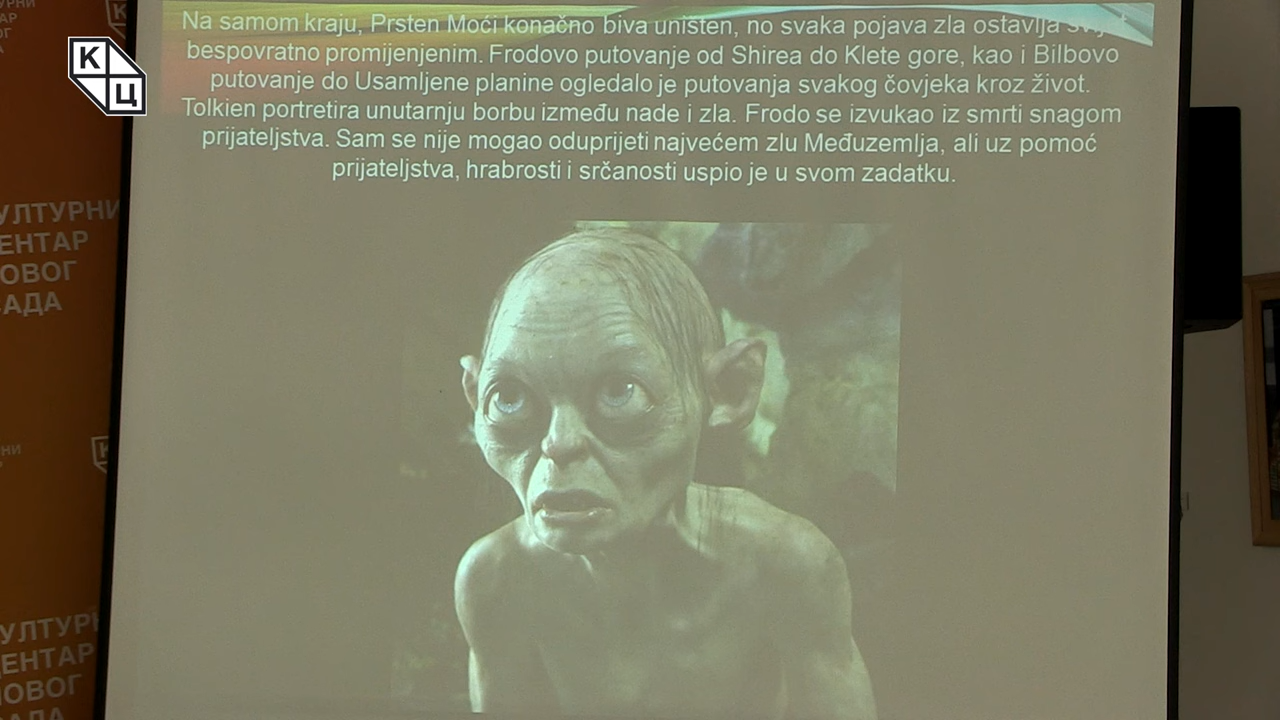 Na samom kraju, Prsten Moći konačno biva uništen, no svaka pojava zla ostavlja
bespovratno promijenjenim. Frodovo putovanje od Shirea do Klete gore, kao i Bilbovo
putovanje do Usamljene planine ogledalo je putovanja svakog čovjeka kroz život.
Tolkien portretira unutarnju borbu između nade i zla. Frodo se izvukao iz smrti snagom
prijateljstva. Sam se nije mogao oduprijeti najvećem zlu Međuzemlja, ali uz pomoć
prijateljstva, hrabrosti i srčanosti uspio je u svom zadatku.
К
Ц
УЛТУРНИ
ЕНТАР
ОВОГ
АДА
К
УЛТУРН
ЕНТАР
НОВОГ
АДА